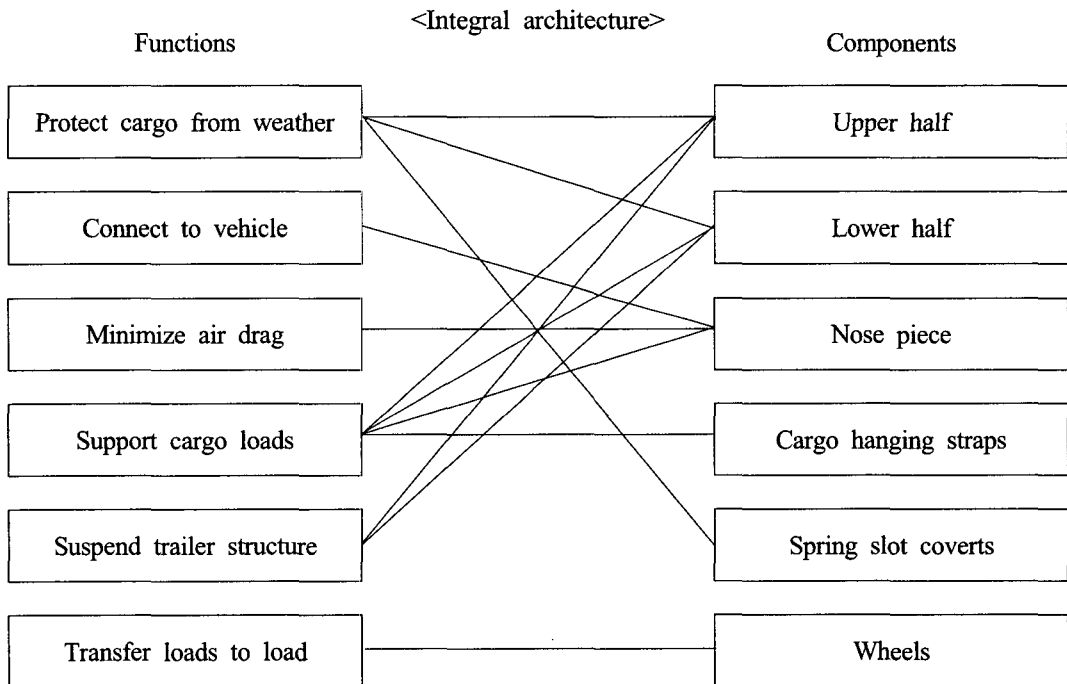 <Integral architecture>
Functions
Components
Protect cargo from weather
Upper half
Connect to vehicle
Lower half
Minimize air drag
Nose piece
Support cargo loads
Cargo hanging straps
Suspend trailer structure
Spring slot coverts
Transfer loads to load
Wheels